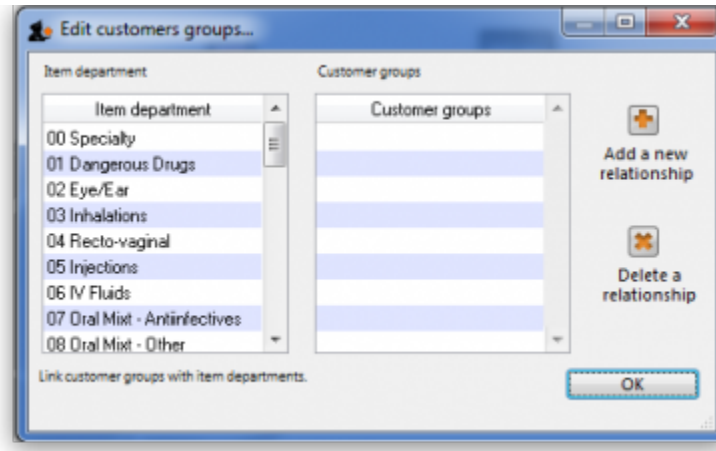 Edit customers groups...
Item department
Customer groups
Item department
Customer groups
00 Specialty
01 Dangerous Drugs
02 Eye/Ear
03 Inhalations
04 Recto-vaginal
05 Injections
06 IV Fluids
07 Oral Mixt - Antiinfectives
08 Oral Mixt - Other
Add a new
relationship
Delete a
relationship
Link customer groups with item departments.
OK